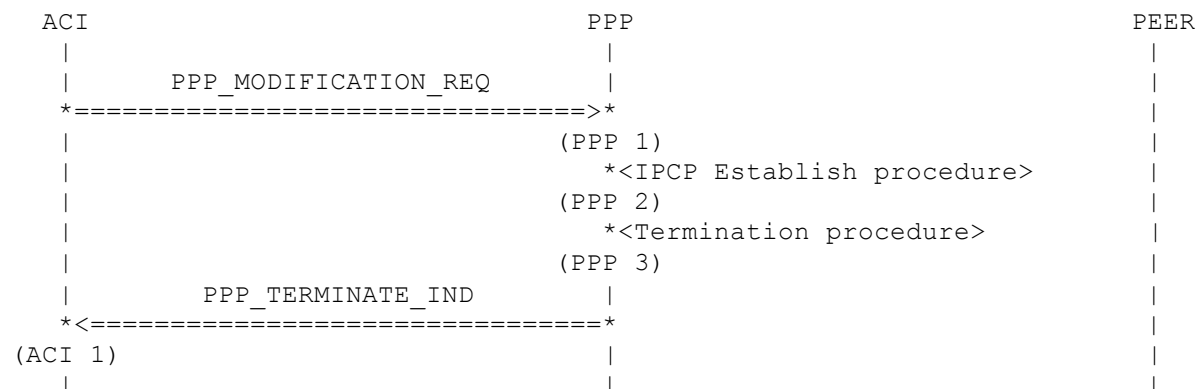 ACI PPP PEER
| | |
| PPP_MODIFICATION_REQ | |
*================================>* |
| (PPP 1) |
| *<IPCP Establish procedure> |
| (PPP 2) |
| *<Termination procedure> |
| (PPP 3) |
| PPP_TERMINATE_IND | |
*<================================* |
(ACI 1) | |
| | |